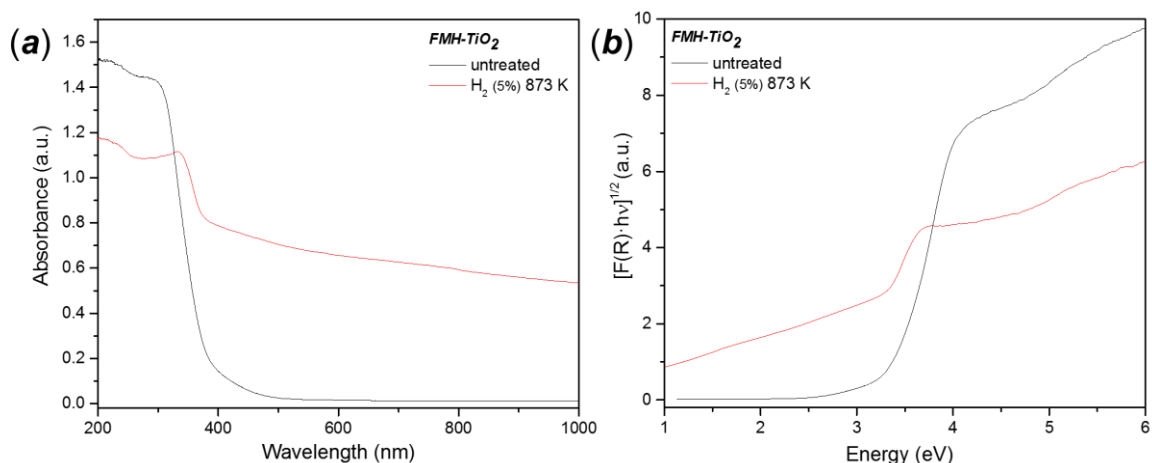 (a)
FMH-TiO2
untreated
H2 (5%) 873 K
1.6
1.4
1.2
1.0
0.8
0.6
0.4
0.2
0.0
Absorbance (a.u.)
200 400 600 800 1000
Wavelength (nm)
(b)
FMH-TiO2
untreated
H2 (5%) 873 K
10
8
6
4
2
0
[F(R)·hν]1/2 (a.u.)
1 2 3 4 5 6
Energy (eV)